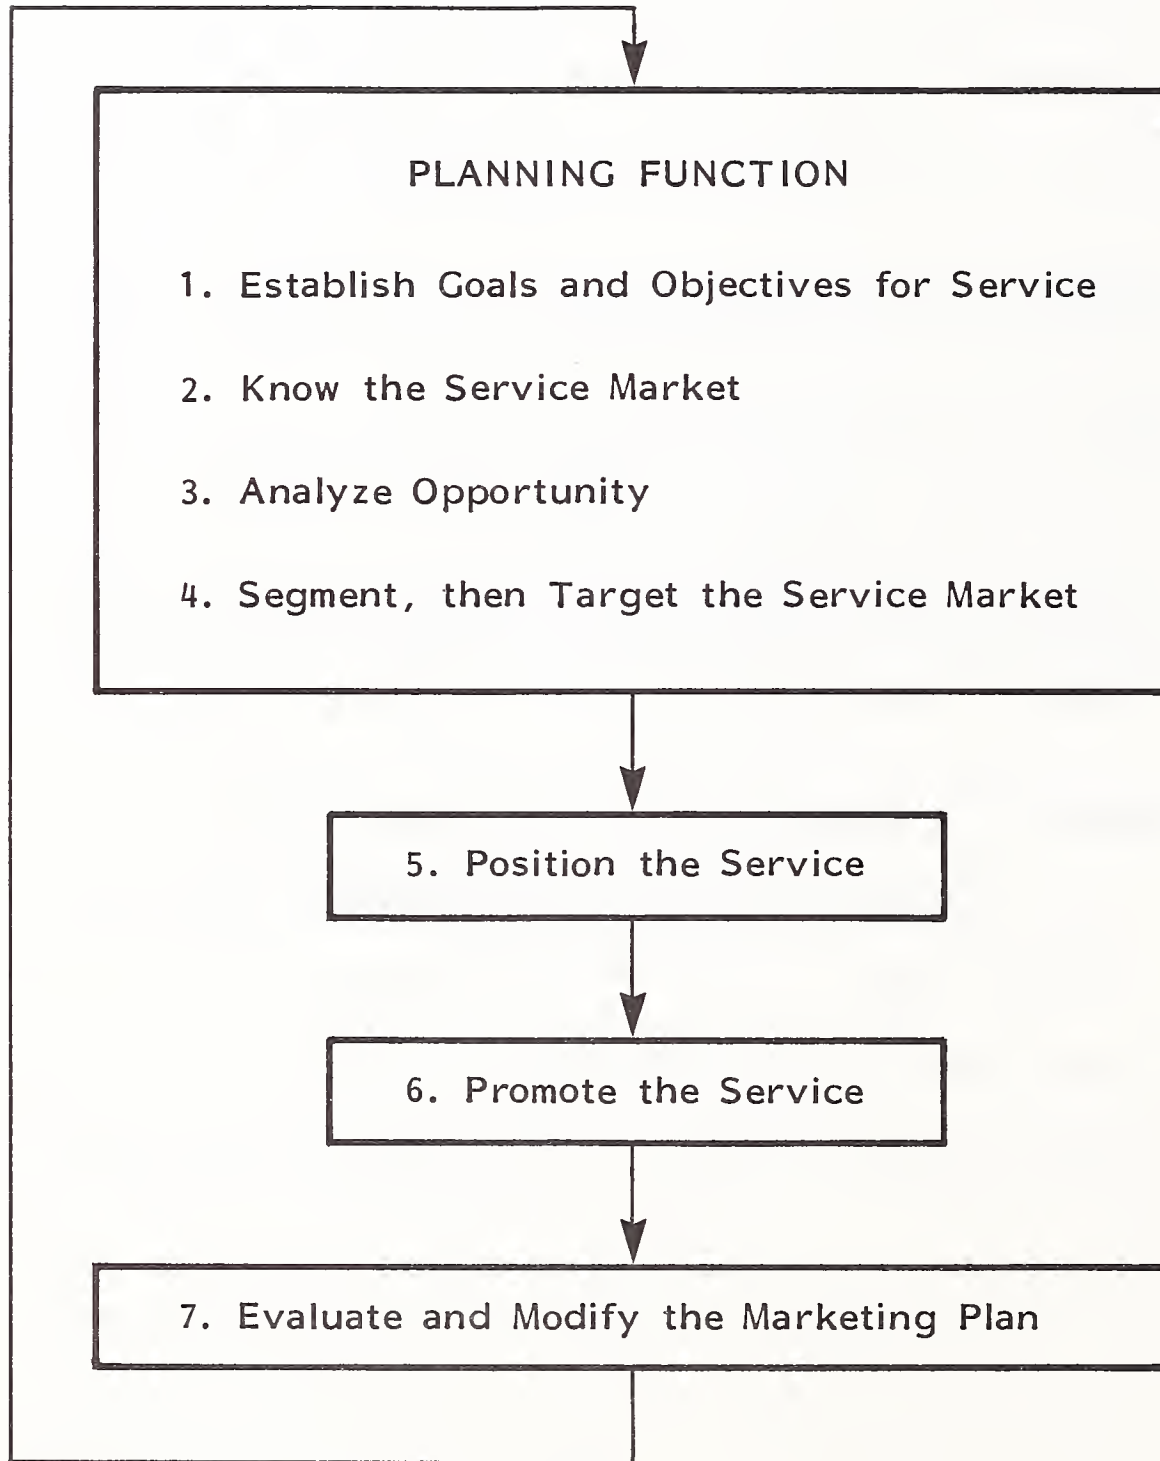 PLANNING FUNCTION
1. Establish Goals and Objectives for Service
2. Know the Service Market
3. Analyze Opportunity
4. Segment, then Target the Service Market
5. Position the Service
6. Promote the Service
7. Evaluate and Modify the Marketing Plan